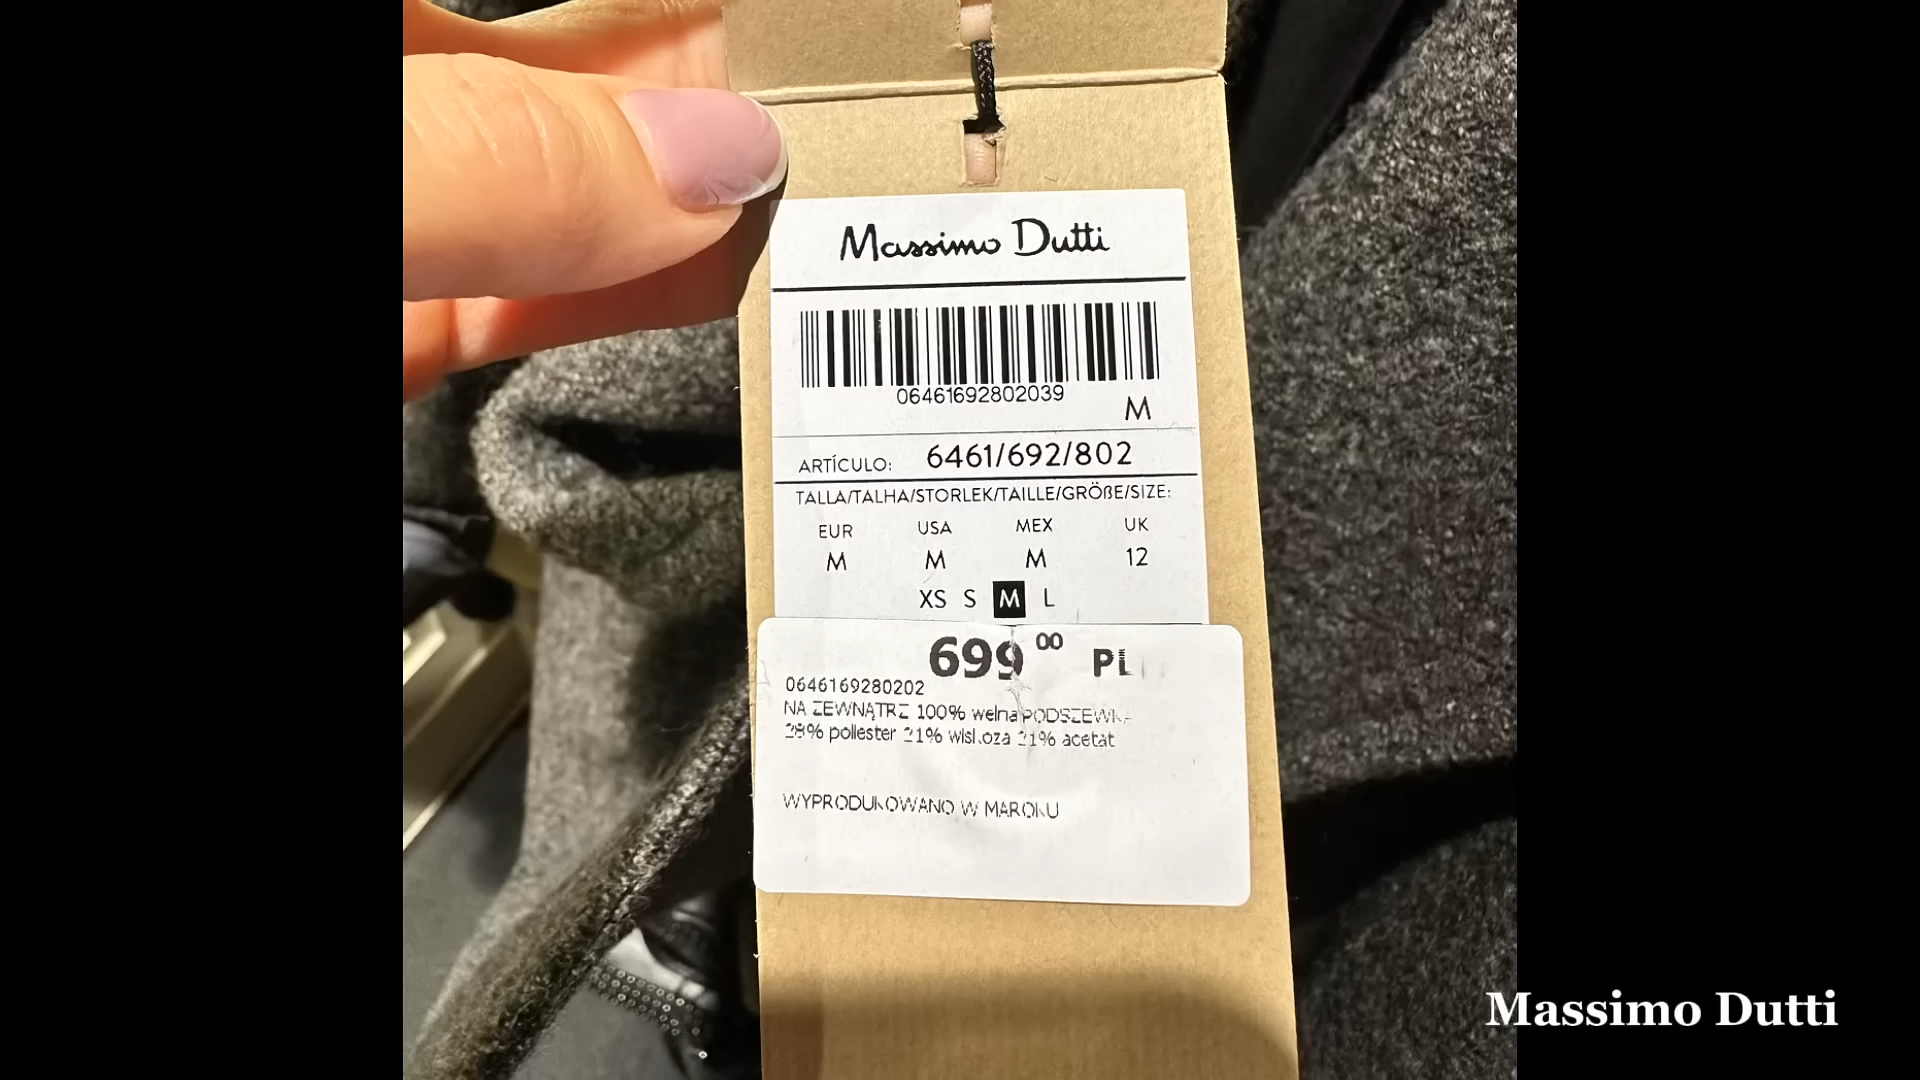 Massimo Dutti
06461692802039
M
ARTÍCULO: 6461/692/802
TALLA/TALHA/STORLEK/TAILLE/GRÖßE/SIZE:
EUR USA MEX UK
M M M 12
XS S M L
699 00 PL
0646169280202
NA ZEWNĄTRZ 100% wełna PODSZEWKA
poliester 21% wiskoza 21% acetat
WYPRODUKOWANO W MAROKU
Massimo Dutti